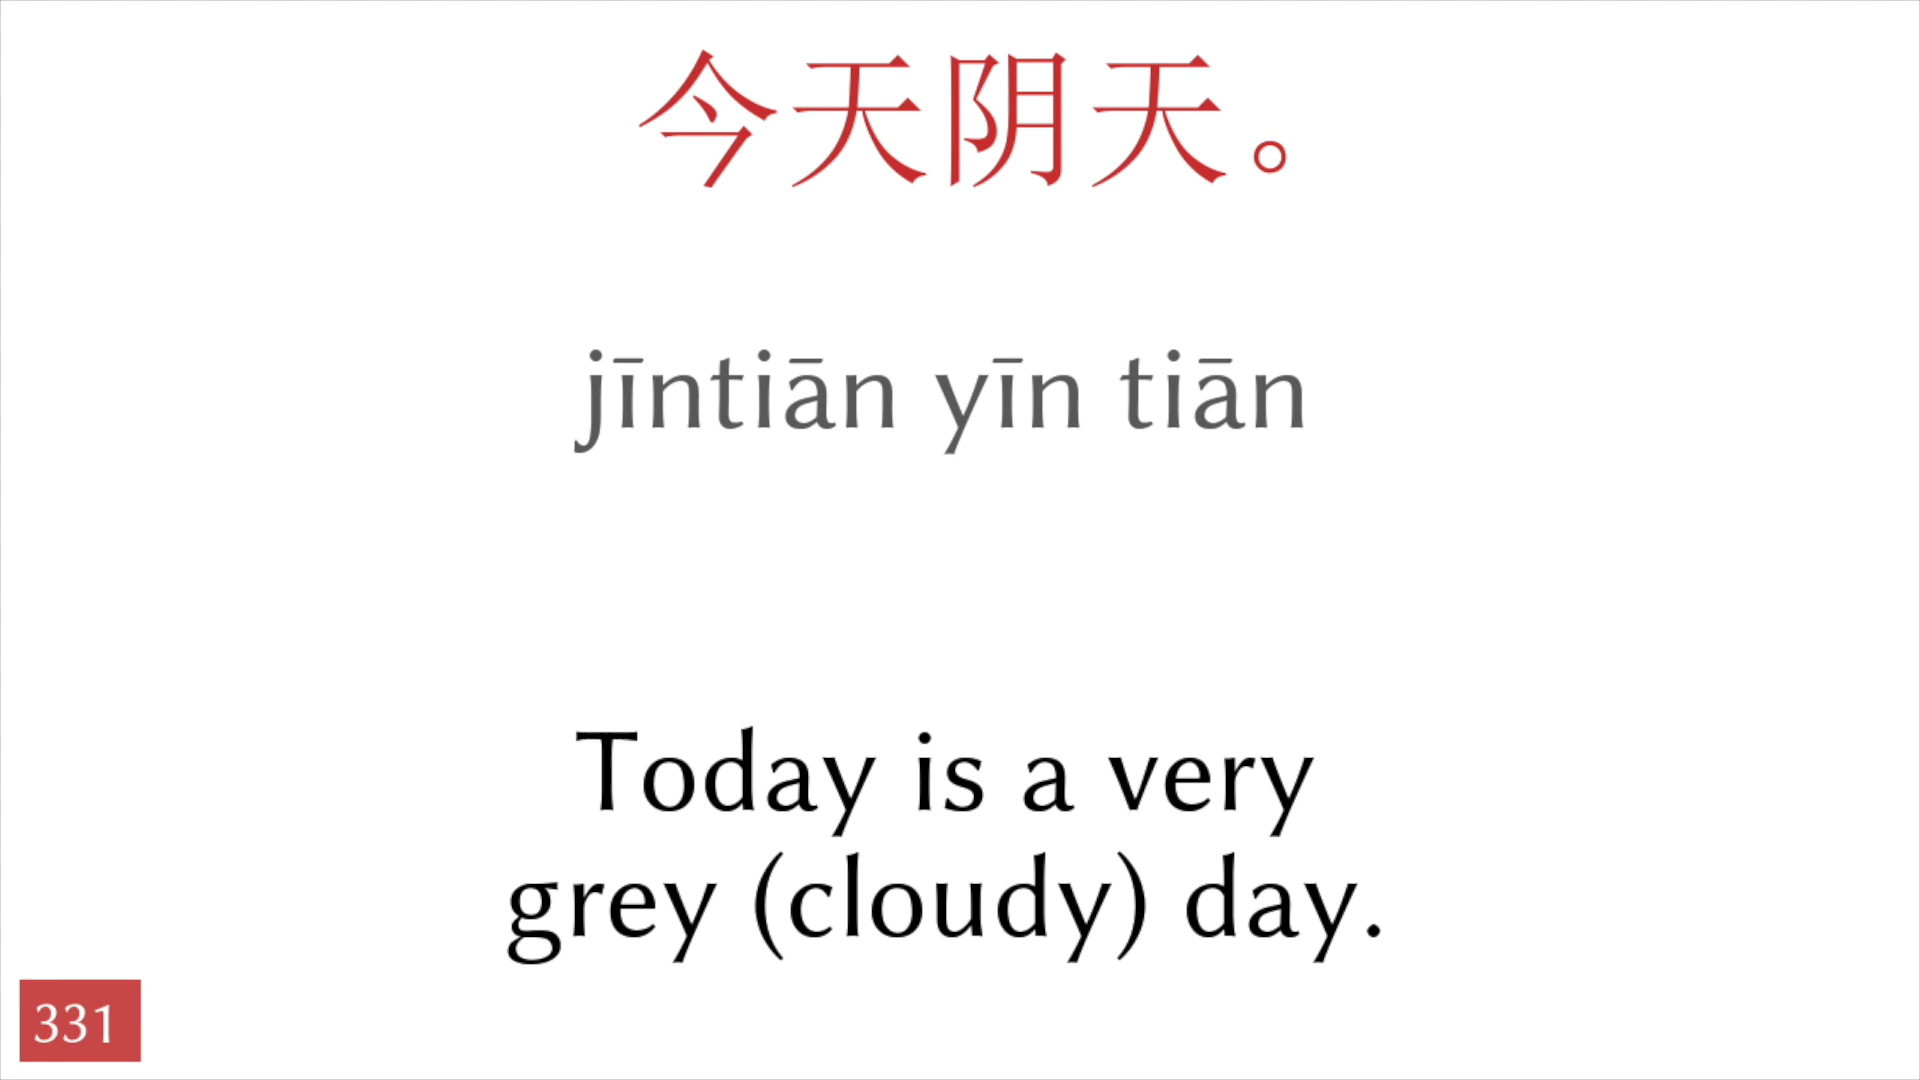 今天阴天。
jīntiān yīn tiān
Today is a very
grey (cloudy) day.
331